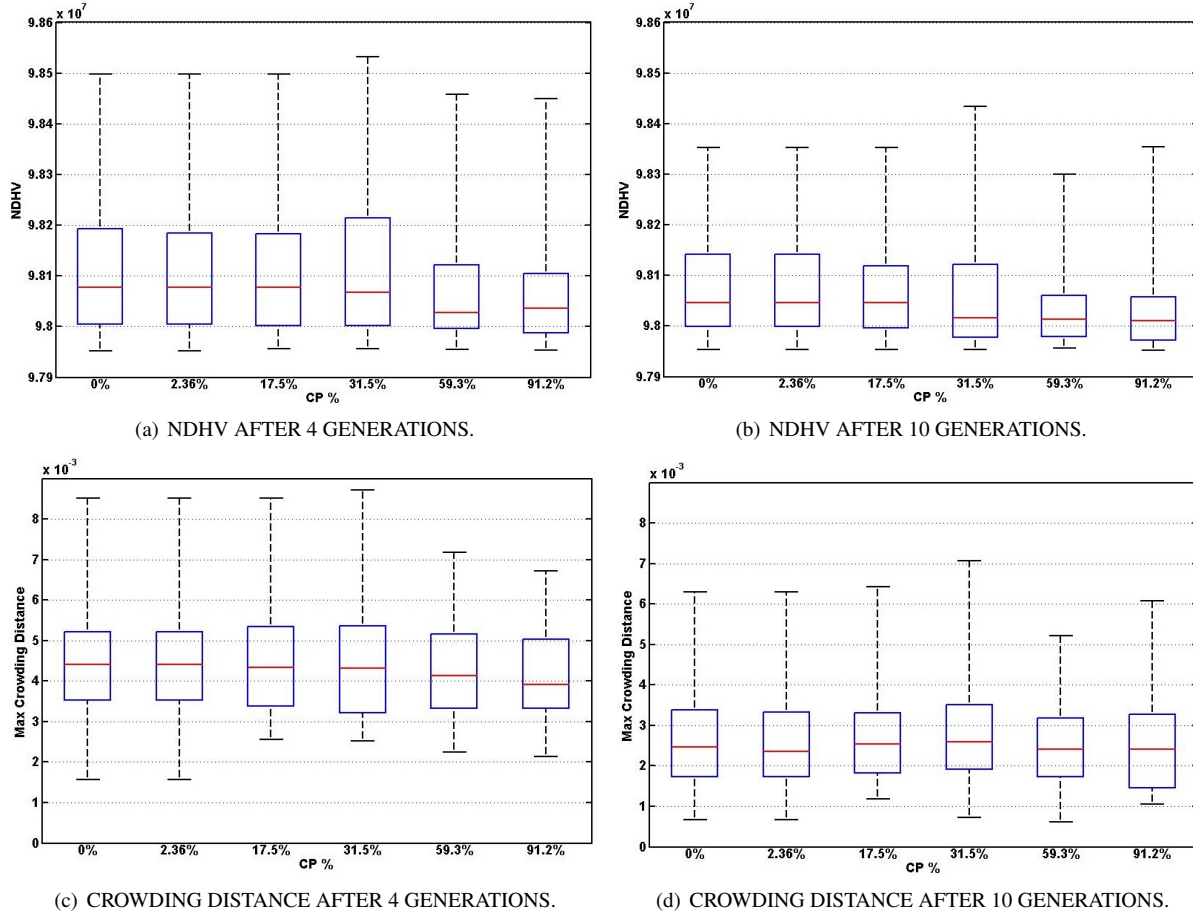 x 10^7
9.86
9.85
9.84
9.83
9.82
9.81
9.8
9.79
NDHV
0% 2.36% 17.5% 31.5% 59.3% 91.2%
CP %
(a) NDHV AFTER 4 GENERATIONS.
x 10^7
9.86
9.85
9.84
9.83
9.82
9.81
9.8
9.79
NDHV
0% 2.36% 17.5% 31.5% 59.3% 91.2%
CP %
(b) NDHV AFTER 10 GENERATIONS.
x 10^-3
8
7
6
5
4
3
2
1
0
Max Crowding Distance
0% 2.36% 17.5% 31.5% 59.3% 91.2%
CP %
(c) CROWDING DISTANCE AFTER 4 GENERATIONS.
x 10^-3
8
7
6
5
4
3
2
1
0
Max Crowding Distance
0% 2.36% 17.5% 31.5% 59.3% 91.2%
CP %
(d) CROWDING DISTANCE AFTER 10 GENERATIONS.